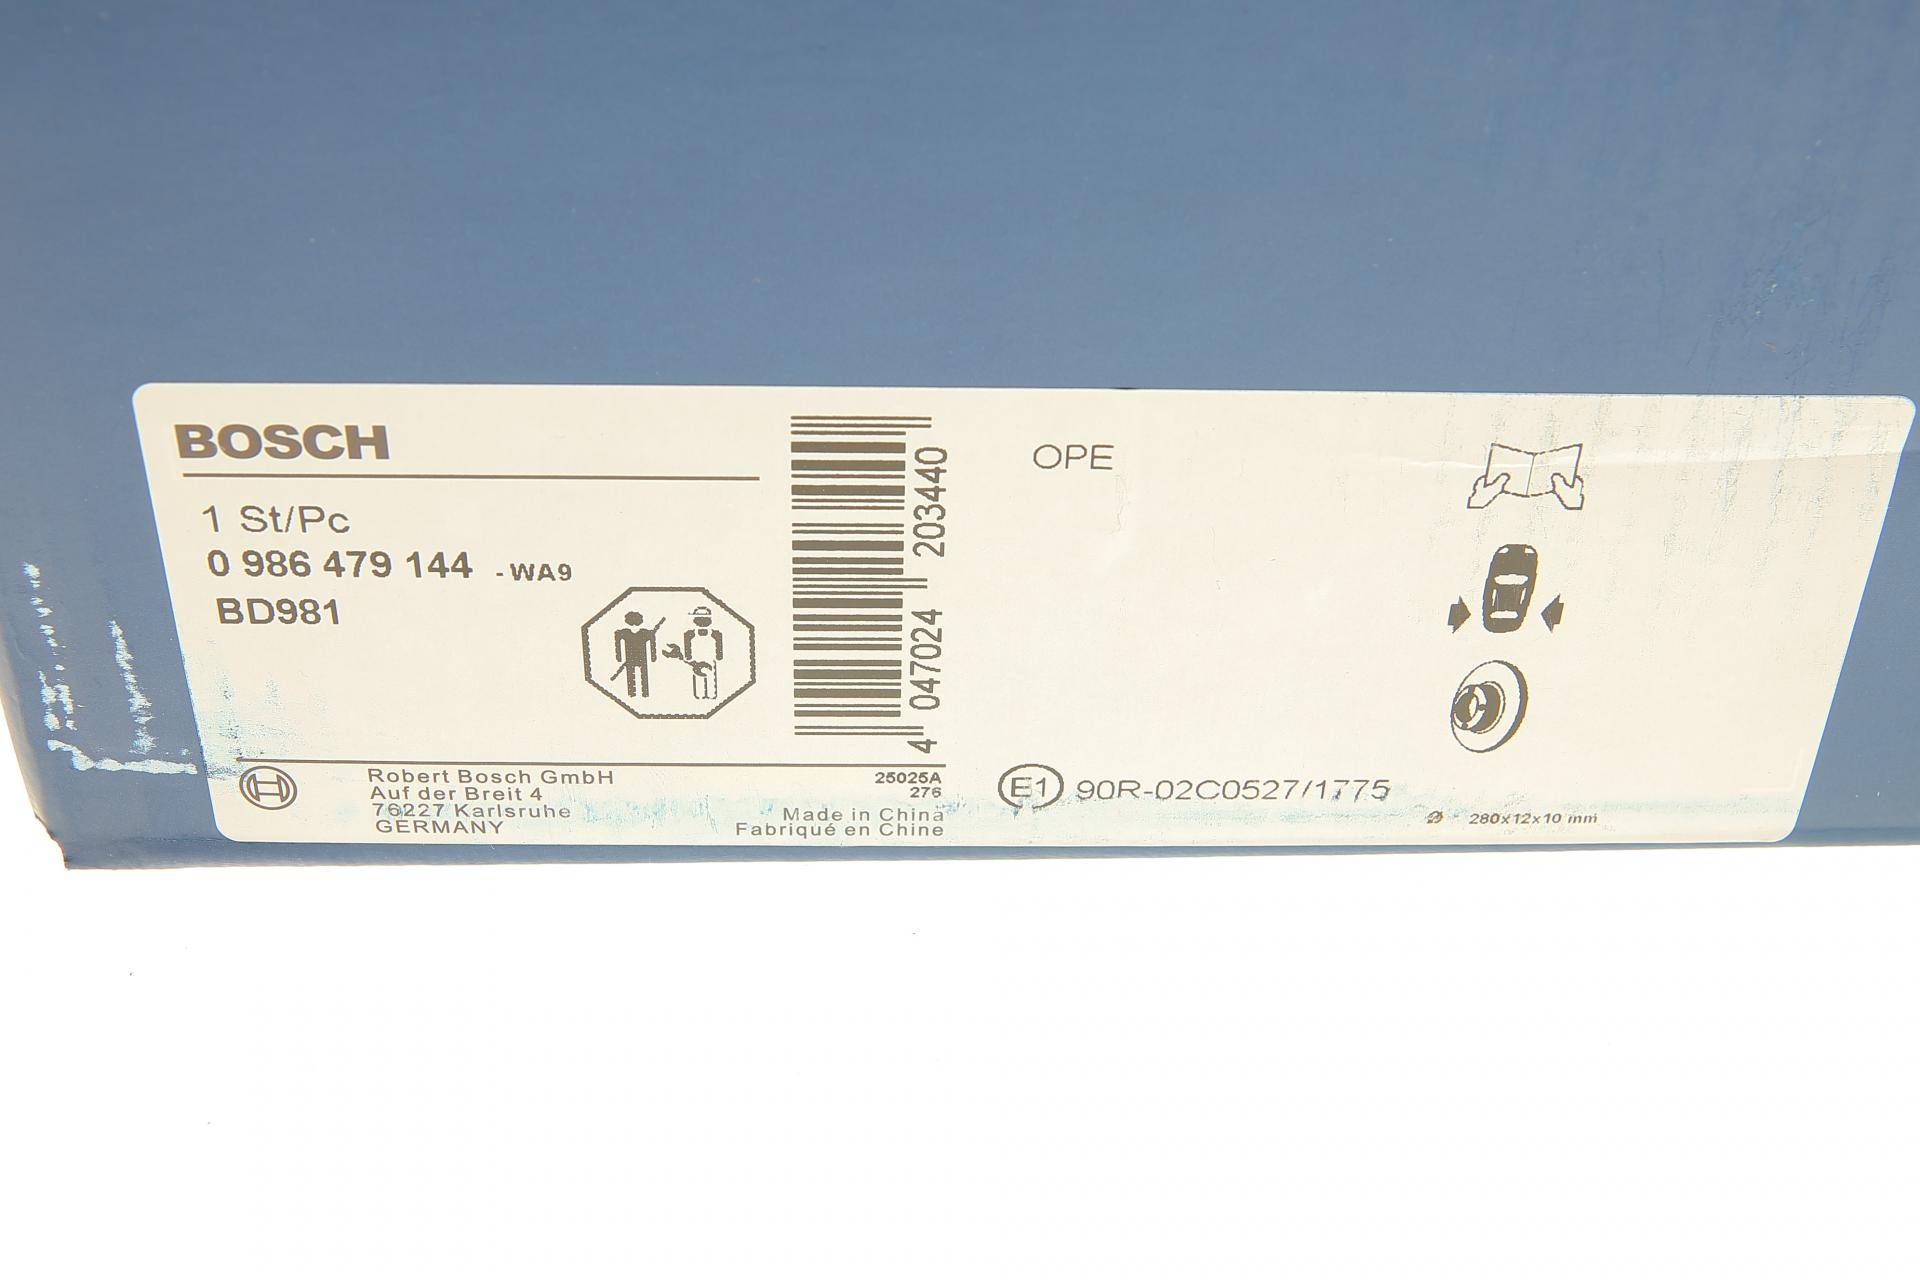 BOSCH
1 St/Pc
0 986 479 144 - WA9
BD981
4 047024 203440
OPE
Robert Bosch GmbH
Auf der Breit 4
76227 Karlsruhe
GERMANY
25025A
276
Made in China
Fabriqué en Chine
E1 90R-02C0527/1775
Ø - 280x12x10 mm